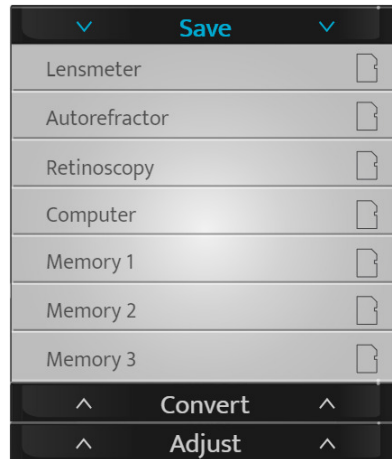 Save
Lensmeter
Autorefractor
Retinoscopy
Computer
Memory 1
Memory 2
Memory 3
Convert
Adjust